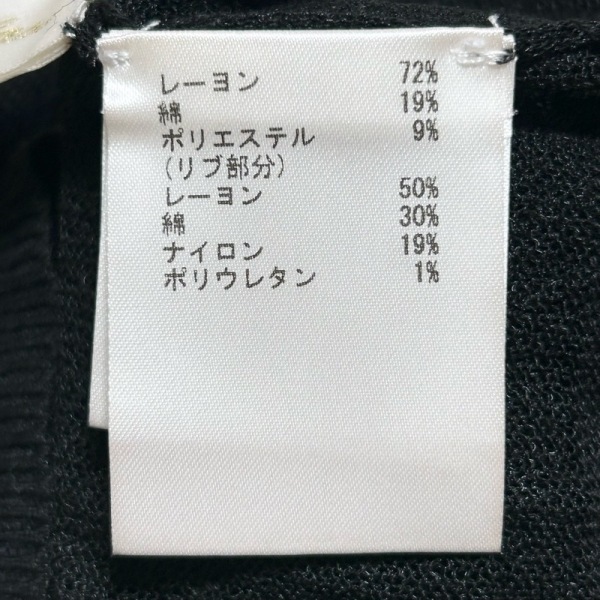 レーヨン 72%
綿 19%
ポリエステル 9%
(リブ部分)
レーヨン 50%
綿 30%
ナイロン 19%
ポリウレタン 1%